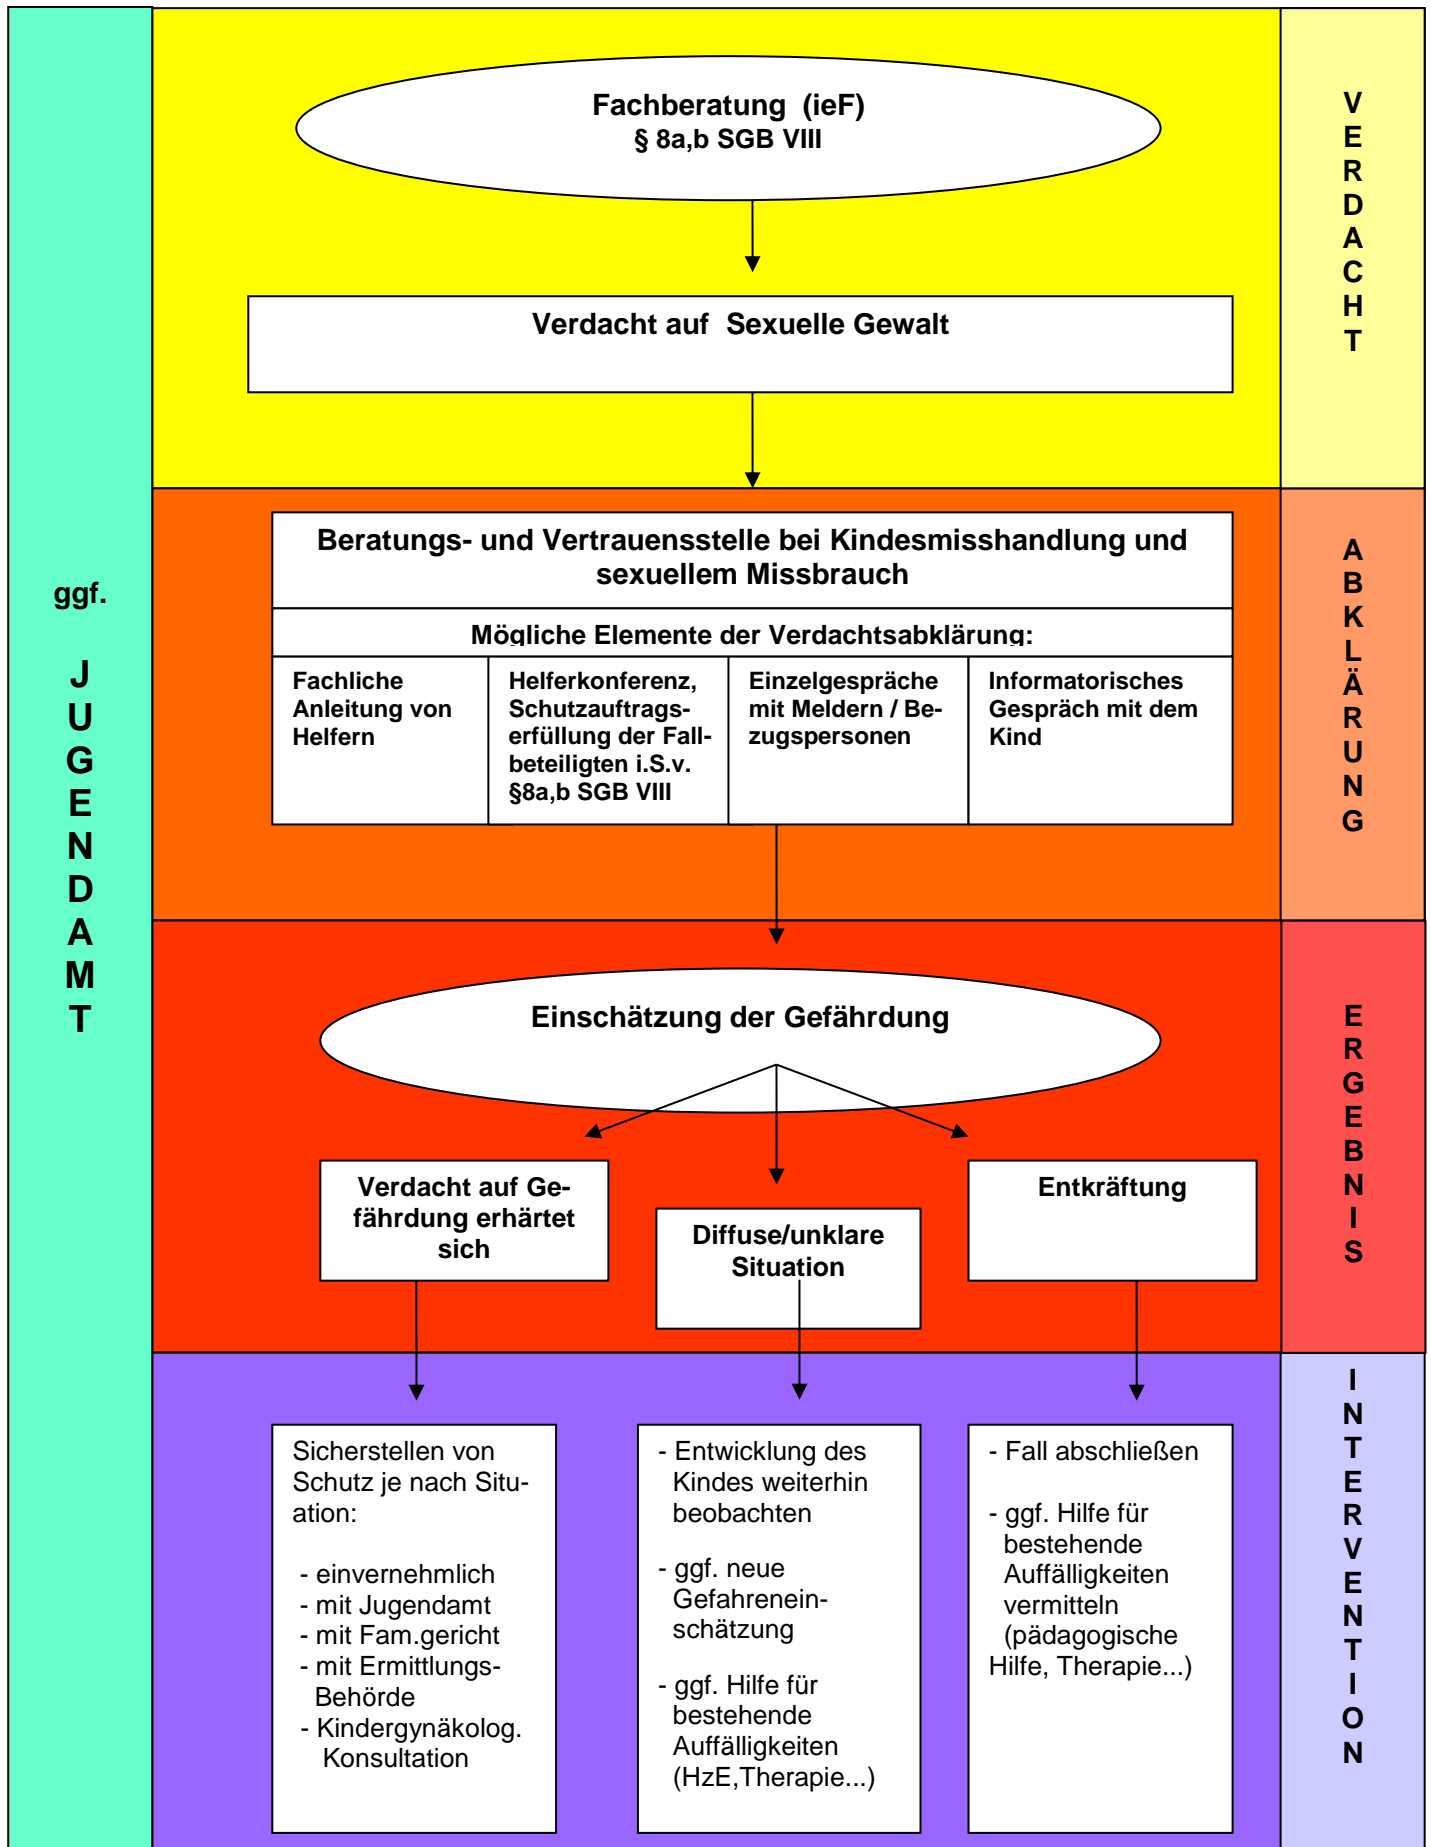 Fachberatung (ieF)
§ 8a,b SGB VIII
Verdacht auf Sexuelle Gewalt
VERDACHT
ggf.
JUGENDAMT
Beratungs- und Vertrauensstelle bei Kindesmisshandlung und
sexuellem Missbrauch
Mögliche Elemente der Verdachtsabklärung:
Fachliche
Anleitung von
Helfern
Helferkonferenz,
Schutzauftrags-
erfüllung der Fall-
beteiligten i.S.v.
§8a,b SGB VIII
Einzelgespräche
mit Meldern / Be-
zugspersonen
Informatorisches
Gespräch mit dem
Kind
ABKLÄRUNG
Einschätzung der Gefährdung
Verdacht auf Ge-
fährdung erhärtet
sich
Diffuse/unklare
Situation
Entkräftung
ERGEBNIS
Sicherstellen von
Schutz je nach Situ-
ation:
- einvernehmlich
- mit Jugendamt
- mit Fam.gericht
- mit Ermittlungs-
Behörde
- Kindergynäkolog.
Konsultation
- Entwicklung des
Kindes weiterhin
beobachten
- ggf. neue
Gefahrenein-
schätzung
- ggf. Hilfe für
bestehende
Auffälligkeiten
(HzE,Therapie...)
- Fall abschließen
- ggf. Hilfe für
bestehende
Auffälligkeiten
vermitteln
(pädagogische
Hilfe, Therapie...)
INTERVENTION